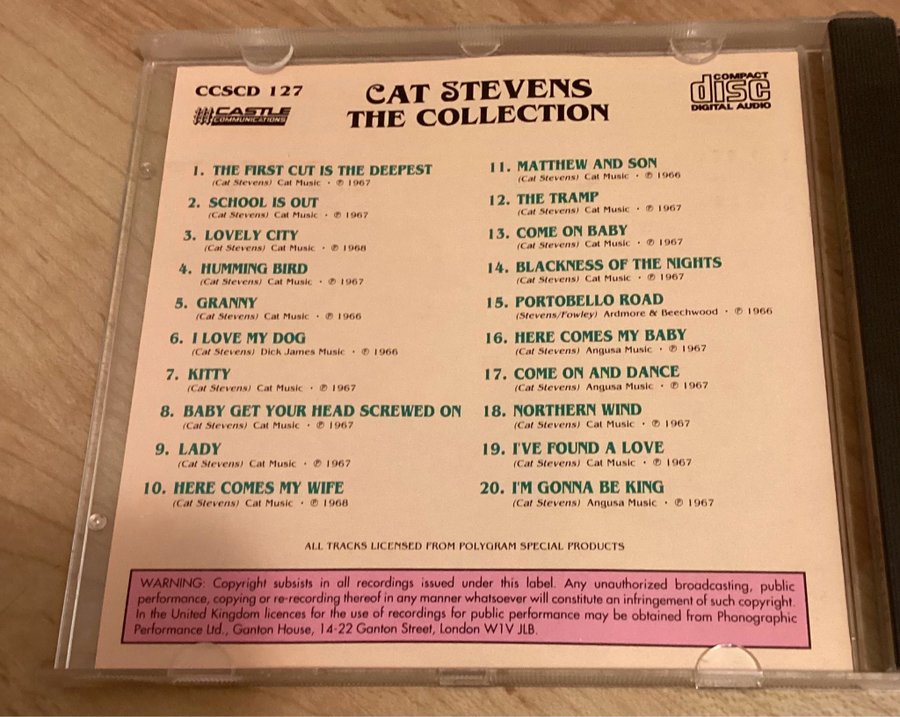 CCSCD 127
CASTLE
COMMUNICATIONS
CAT STEVENS
THE COLLECTION
COMPACT
disc
DIGITAL AUDIO
1. THE FIRST CUT IS THE DEEPEST
(Cat Stevens) Cat Music · ℗ 1967
2. SCHOOL IS OUT
(Cat Stevens) Cat Music · ℗ 1967
3. LOVELY CITY
(Cat Stevens) Cat Music · ℗ 1968
4. HUMMING BIRD
(Cat Stevens) Cat Music · ℗ 1967
5. GRANNY
(Cat Stevens) Cat Music · ℗ 1966
6. I LOVE MY DOG
(Cat Stevens) Dick James Music · ℗ 1966
7. KITTY
(Cat Stevens) Cat Music · ℗ 1967
8. BABY GET YOUR HEAD SCREWED ON
(Cat Stevens) Cat Music · ℗ 1967
9. LADY
(Cat Stevens) Cat Music · ℗ 1967
10. HERE COMES MY WIFE
(Cat Stevens) Cat Music · ℗ 1968
11. MATTHEW AND SON
(Cat Stevens) Cat Music · ℗ 1966
12. THE TRAMP
(Cat Stevens) Cat Music · ℗ 1967
13. COME ON BABY
(Cat Stevens) Cat Music · ℗ 1967
14. BLACKNESS OF THE NIGHTS
(Cat Stevens) Cat Music · ℗ 1967
15. PORTOBELLO ROAD
(Stevens/Fowley) Ardmore & Beechwood · ℗ 1966
16. HERE COMES MY BABY
(Cat Stevens) Angusa Music · ℗ 1967
17. COME ON AND DANCE
(Cat Stevens) Angusa Music · ℗ 1967
18. NORTHERN WIND
(Cat Stevens) Cat Music · ℗ 1967
19. I'VE FOUND A LOVE
(Cat Stevens) Cat Music · ℗ 1967
20. I'M GONNA BE KING
(Cat Stevens) Angusa Music · ℗ 1967
ALL TRACKS LICENSED FROM POLYGRAM SPECIAL PRODUCTS
WARNING: Copyright subsists in all recordings issued under this label. Any unauthorized broadcasting, public
performance, copying or re-recording thereof in any manner whatsoever will constitute an infringement of such copyright.
In the United Kingdom licences for the use of recordings for public performance may be obtained from Phonographic
Performance Ltd., Ganton House, 14-22 Ganton Street, London W1V JLB.